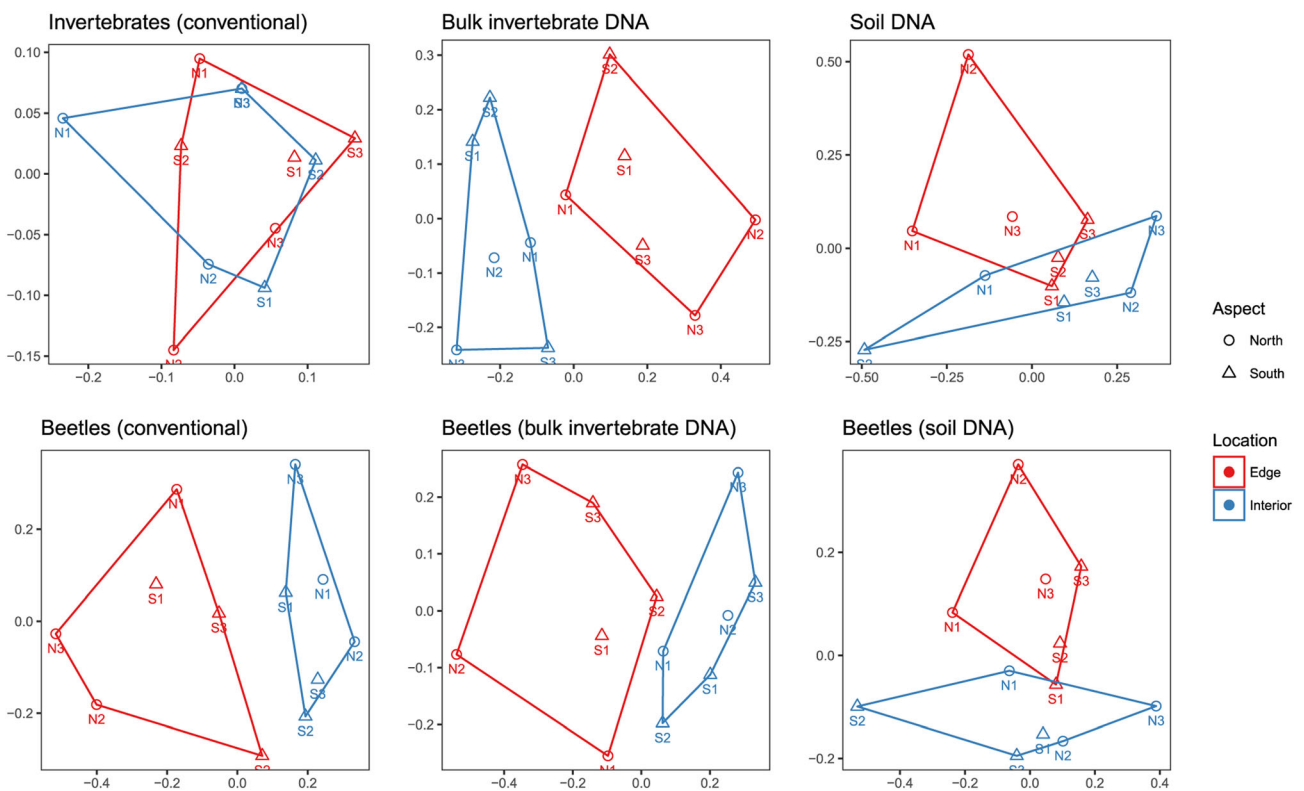 Invertebrates (conventional)
Bulk invertebrate DNA
Soil DNA
0.10
0.05
0.00
−0.05
−0.10
−0.15
N1
N1
S2
S1
S3
S2
N3
N3
N2
S1
−0.2
−0.1
0.0
0.1
0.3
0.2
0.1
0.0
−0.1
−0.2
S2
S2
S1
S1
N1
N2
N1
N2
S3
N3
N3
S3
−0.2
0.0
0.2
0.4
0.50
0.25
0.00
−0.25
N2
N1
N3
S3
N3
S2
N1
S1
S3
S1
N2
S2
−0.50
−0.25
0.00
0.25
Aspect
North
South
Location
Edge
Interior
Beetles (conventional)
Beetles (bulk invertebrate DNA)
Beetles (soil DNA)
0.2
0.0
−0.2
N3
N1
S1
N1
S1
S3
N3
N2
S3
N2
S2
S2
−0.4
−0.2
0.0
0.2
0.2
0.1
0.0
−0.1
−0.2
N3
N3
S3
S3
S2
N2
S1
N1
N2
S1
S2
N1
−0.4
−0.2
0.0
0.2
0.2
0.0
−0.2
N2
S3
N3
N1
S2
N1
S1
S2
N3
S1
N2
S3
−0.4
−0.2
0.0
0.2
0.4